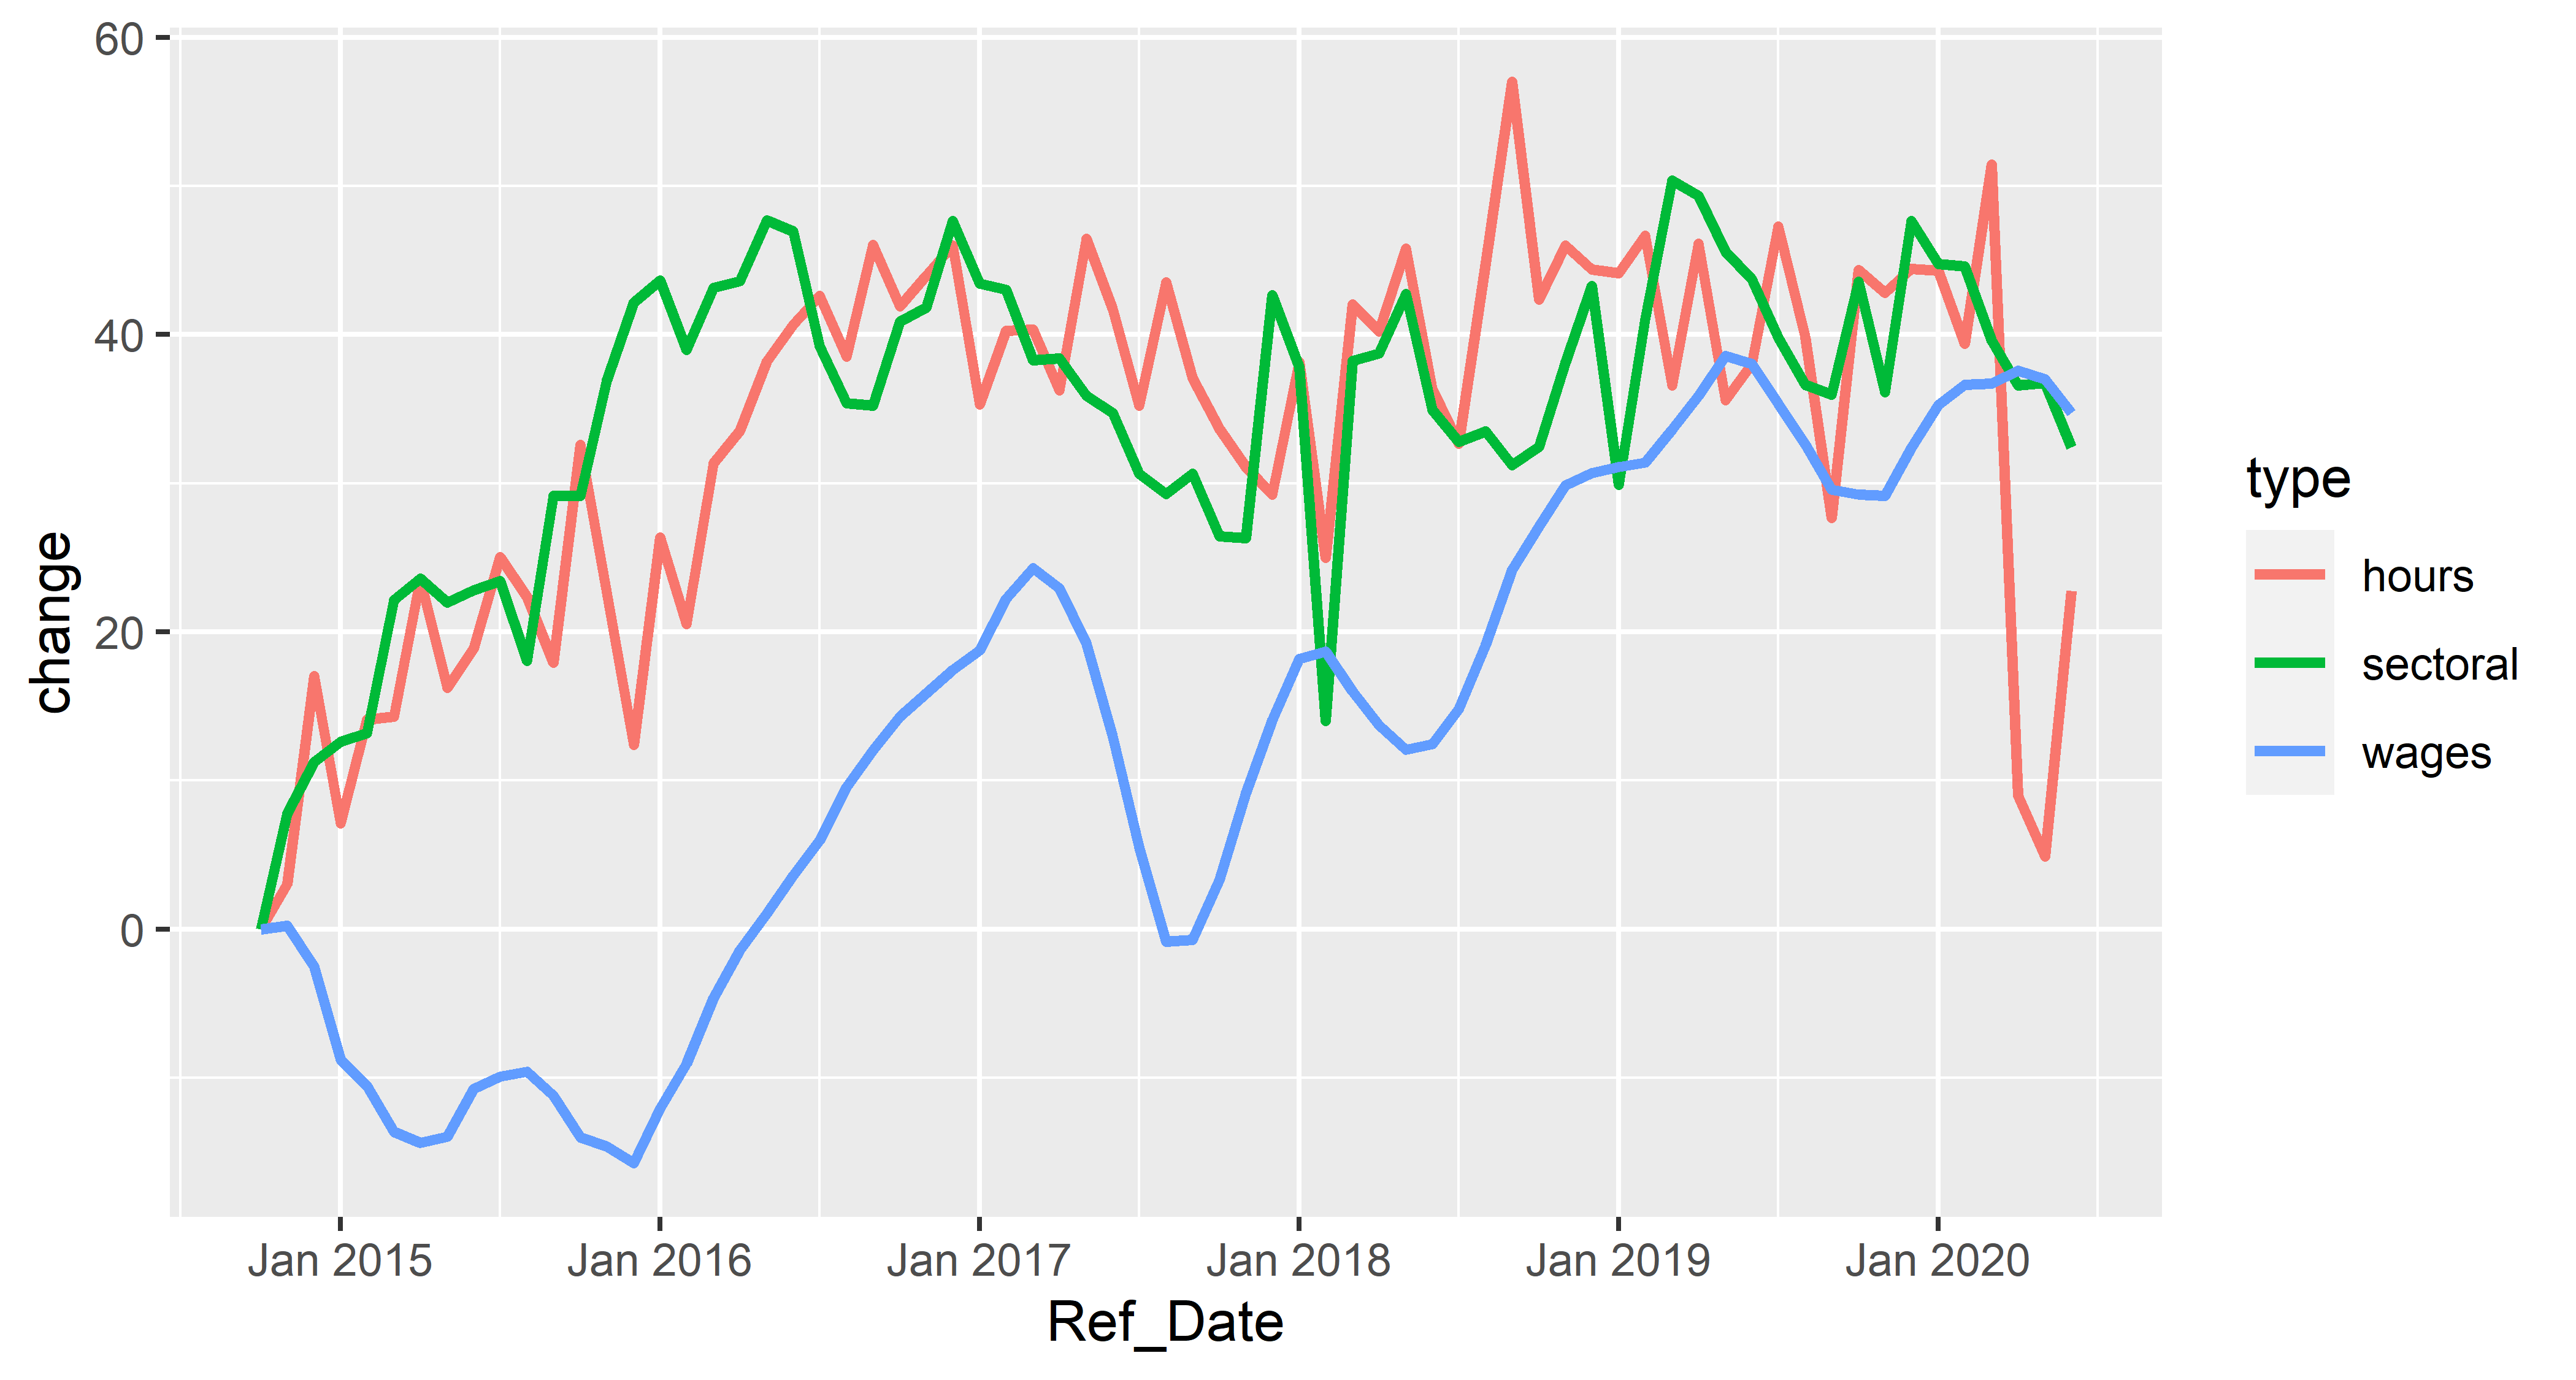 60
40
20
0
change
Jan 2015
Jan 2016
Jan 2017
Jan 2018
Jan 2019
Jan 2020
Ref_Date
type
hours
sectoral
wages